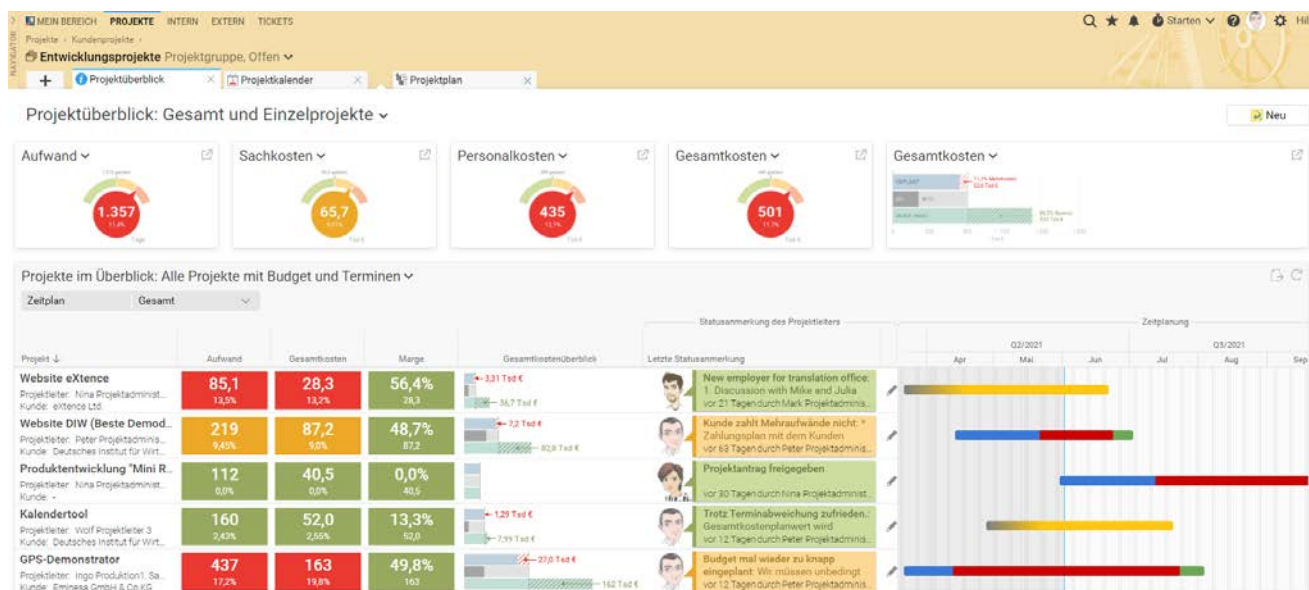 MEIN BEREICH PROJEKTE INTERN EXTERN TICKETS
Starten
Hil
NAVIGATOR
Projekte › Kundenprojekte ›
Entwicklungsprojekte Projektgruppe, Offen
Projektüberblick Projektkalender Projektplan
Projektüberblick: Gesamt und Einzelprojekte
Neu
Aufwand Sachkosten Personalkosten Gesamtkosten Gesamtkosten
1.357 65,7 435 501
11,4%
Tage Tsd € Tsd € Tsd €
Projekte im Überblick: Alle Projekte mit Budget und Terminen
Zeitplan Gesamt
Statusanmerkung des Projektleiters Zeitplanung
Q2/2021 Q3/2021
Projekt Aufwand Gesamtkosten Marge Gesamtkostenüberblick Letzte Statusanmerkung Apr Mai Jun Jul Aug Sep
Website eXtence
Projektleiter: Nina Projektadminist...
Kunde: eXtence Ltd.
85,1 28,3 56,4%
13,5% 13,2% 28,3
3,31 Tsd €
36,7 Tsd €
New employer for translation office:
1. Discussion with Mike and Julia
vor 21 Tagen durch Mark Projektadminis...
Website DIW (Beste Demod...
Projektleiter: Peter Projektadminis...
Kunde: Deutsches Institut für Wirt...
219 87,2 48,7%
9,45% 9,0% 87,2
7,2 Tsd €
82,8 Tsd €
Kunde zahlt Mehraufwände nicht: *
Zahlungsplan mit dem Kunden
vor 63 Tagen durch Peter Projektadminis...
Produktentwicklung "Mini R...
Projektleiter: Nina Projektadminist...
Kunde: -
112 40,5 0,0%
0,0% 0,0% 40,5
Projektantrag freigegeben
vor 30 Tagen durch Nina Projektadminist...
Kalendertool
Projektleiter: Wolf Projektleiter 3
Kunde: Deutsches Institut für Wirt...
160 52,0 13,3%
2,43% 2,55% 52,0
1,29 Tsd €
7,99 Tsd €
Trotz Terminabweichung zufrieden.:
Gesamtkostenplanwert wird
vor 12 Tagen durch Peter Projektadminis...
GPS-Demonstrator
Projektleiter: Ingo Produktion1, Sa...
Kunde: Eminesa GmbH & Co.KG
437 163 49,8%
17,2% 19,8% 163
27,0 Tsd €
162 Tsd €
Budget mal wieder zu knapp
eingeplant: Wir müssen unbedingt
vor 12 Tagen durch Peter Projektadminis...